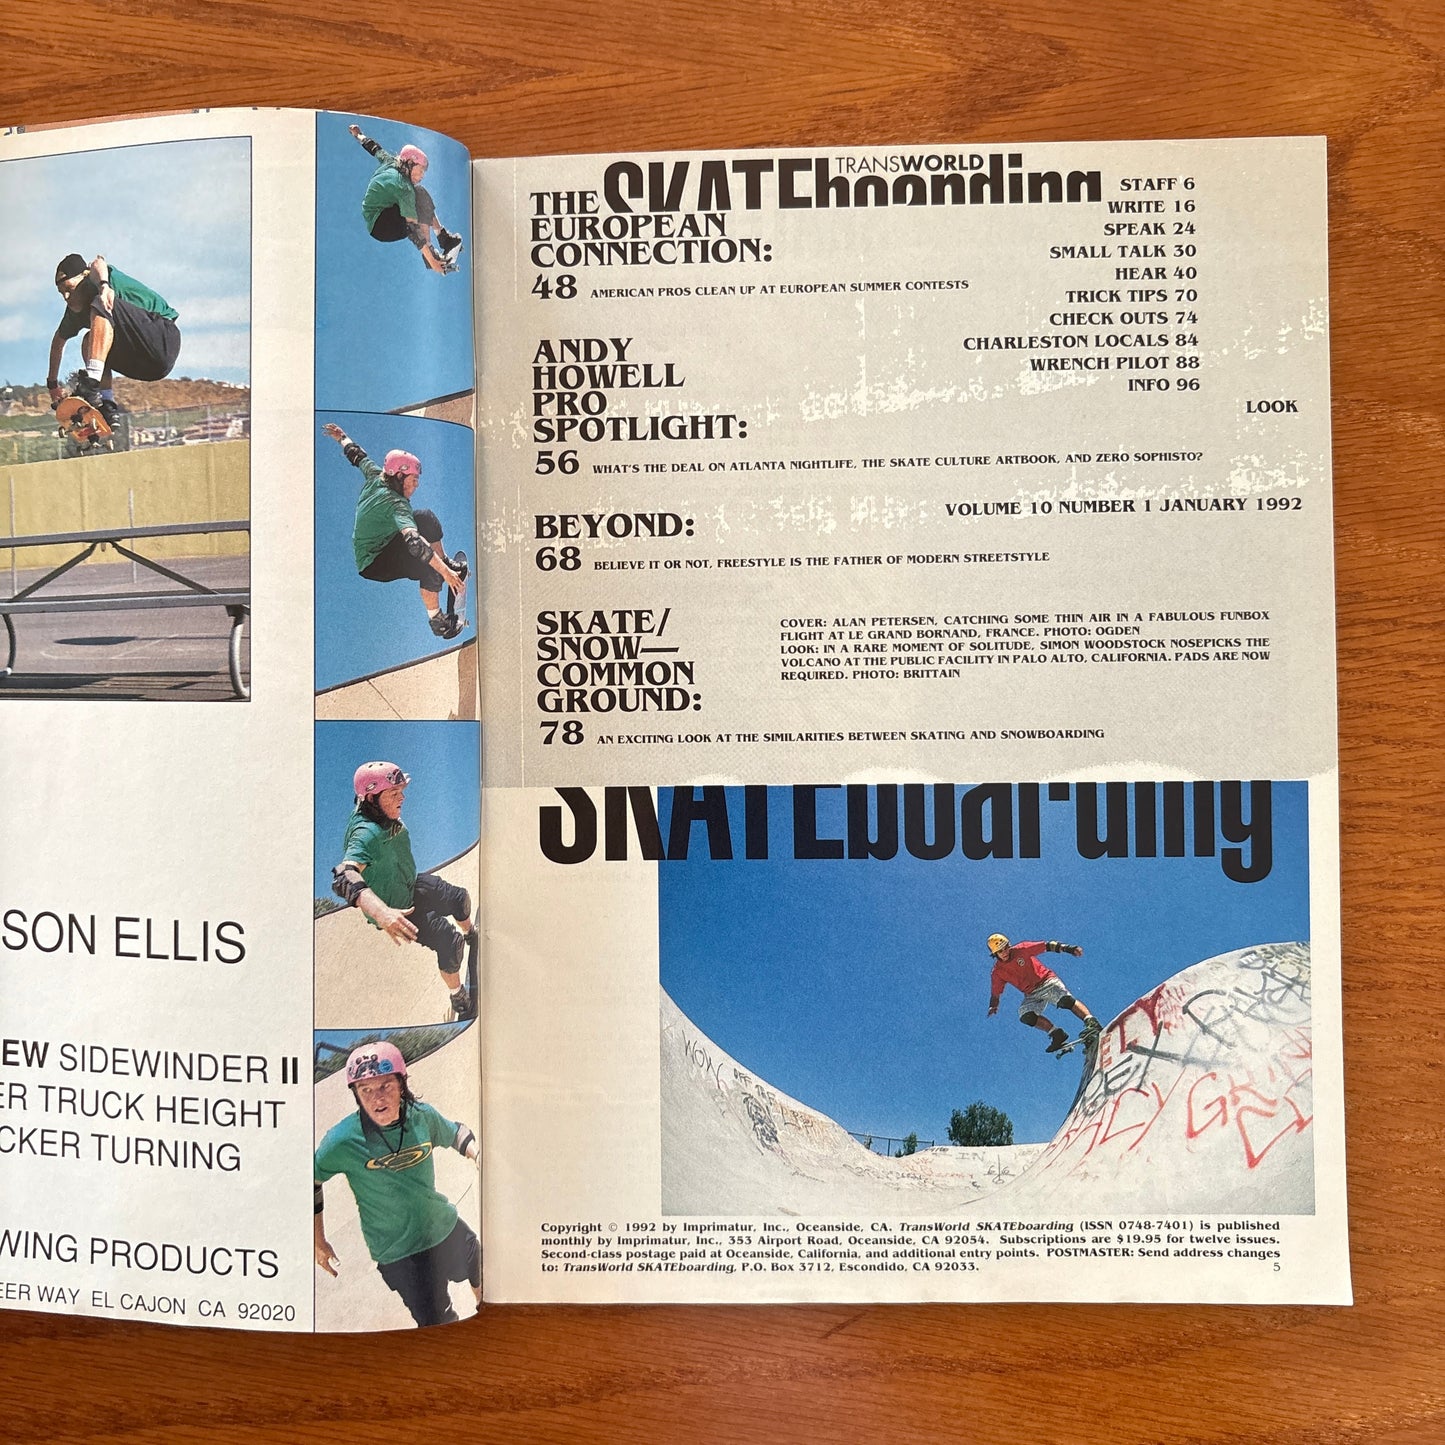 SON ELLIS
EW SIDEWINDER II
ER TRUCK HEIGHT
CKER TURNING
WING PRODUCTS
EER WAY EL CAJON CA 92020
TRANSWORLD
SKATEboarding
THE
EUROPEAN
CONNECTION:
48 AMERICAN PROS CLEAN UP AT EUROPEAN SUMMER CONTESTS
STAFF 6
WRITE 16
SPEAK 24
SMALL TALK 30
HEAR 40
TRICK TIPS 70
CHECK OUTS 74
CHARLESTON LOCALS 84
WRENCH PILOT 88
INFO 96
LOOK
ANDY
HOWELL
PRO
SPOTLIGHT:
56 WHAT'S THE DEAL ON ATLANTA NIGHTLIFE, THE SKATE CULTURE ARTBOOK, AND ZERO SOPHISTO?
VOLUME 10 NUMBER 1 JANUARY 1992
BEYOND:
68 BELIEVE IT OR NOT, FREESTYLE IS THE FATHER OF MODERN STREETSTYLE
SKATE/
SNOW—
COMMON
GROUND:
78 AN EXCITING LOOK AT THE SIMILARITIES BETWEEN SKATING AND SNOWBOARDING
COVER: ALAN PETERSEN, CATCHING SOME THIN AIR IN A FABULOUS FUNBOX
FLIGHT AT LE GRAND BORNAND, FRANCE. PHOTO: OGDEN
LOOK: IN A RARE MOMENT OF SOLITUDE, SIMON WOODSTOCK NOSEPICKS THE
VOLCANO AT THE PUBLIC FACILITY IN PALO ALTO, CALIFORNIA. PADS ARE NOW
REQUIRED. PHOTO: BRITTAIN
SKATEboarding
WOW
Copyright © 1992 by Imprimatur, Inc., Oceanside, CA. TransWorld SKATEboarding (ISSN 0748-7401) is published
monthly by Imprimatur, Inc., 353 Airport Road, Oceanside, CA 92054. Subscriptions are $19.95 for twelve issues.
Second-class postage paid at Oceanside, California, and additional entry points. POSTMASTER: Send address changes
to: TransWorld SKATEboarding, P.O. Box 3712, Escondido, CA 92033.
5